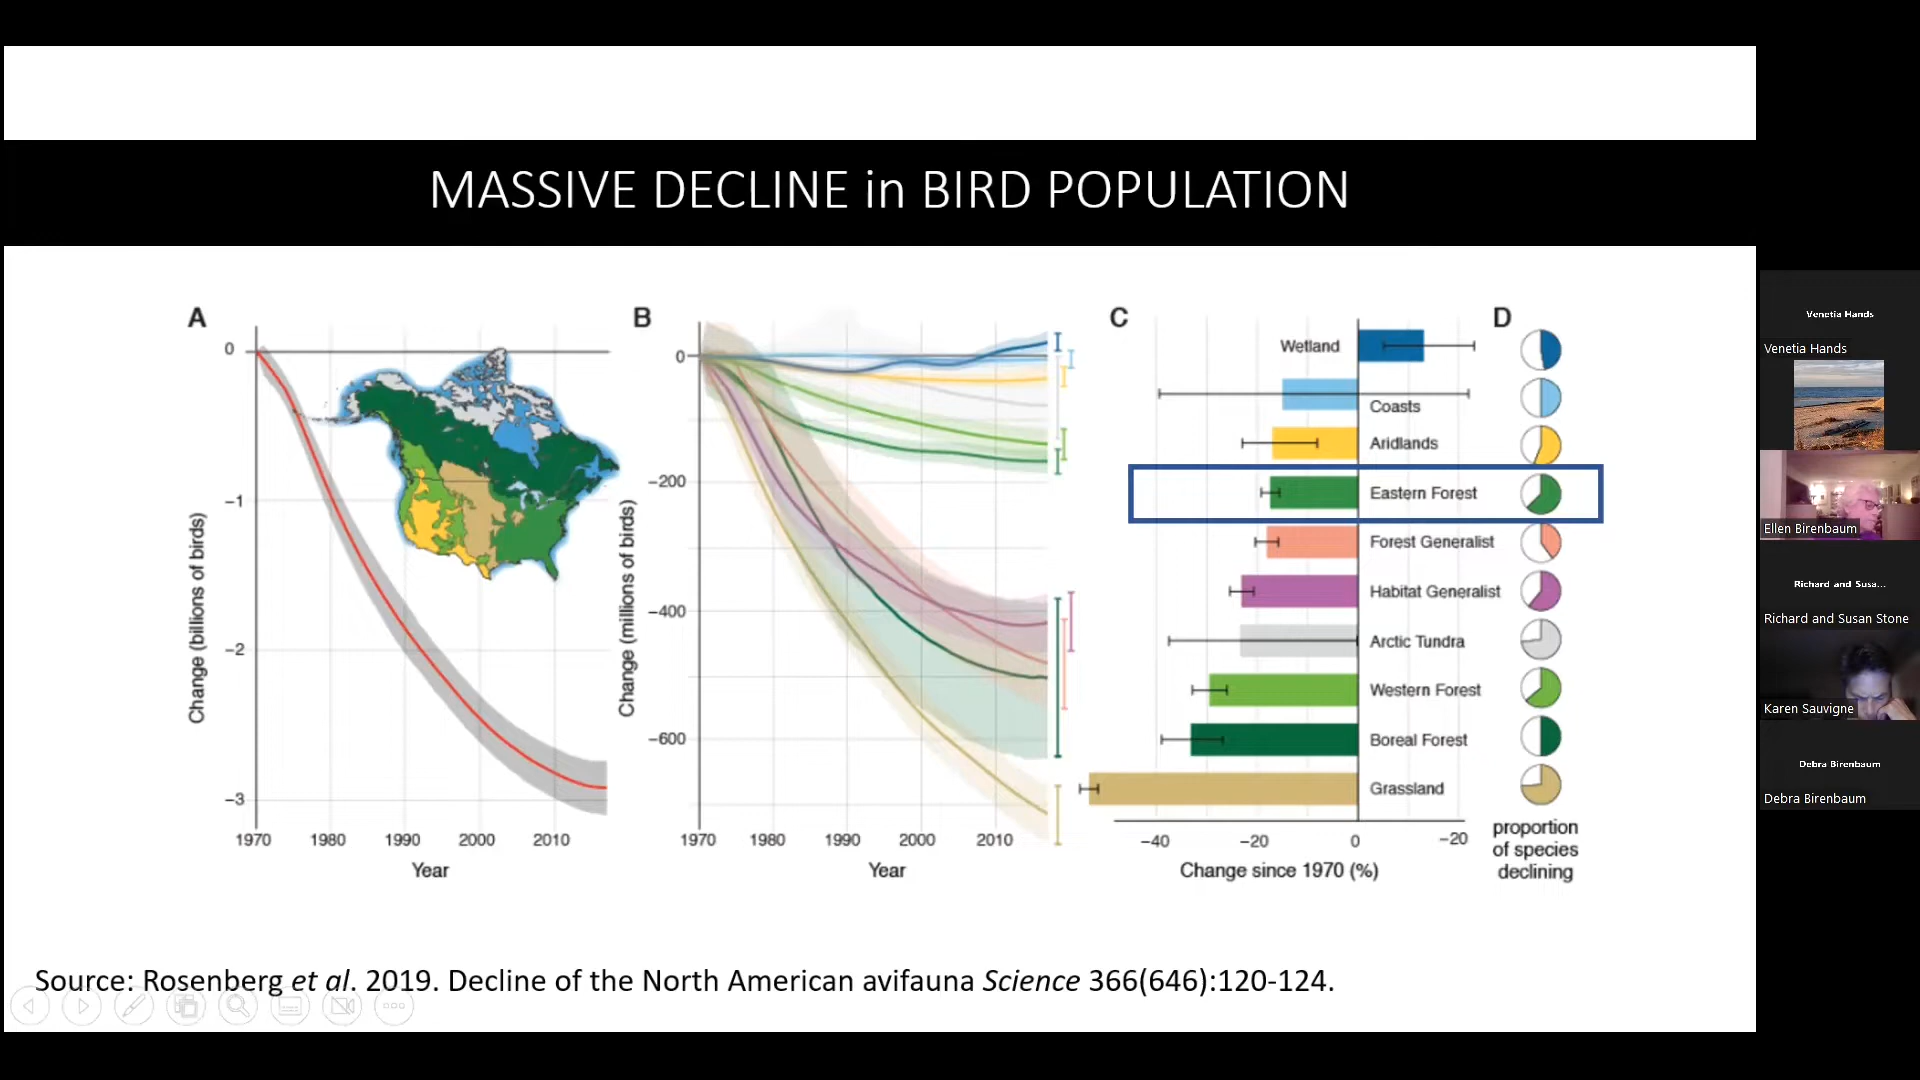 MASSIVE DECLINE in BIRD POPULATION
A
0
−1
−2
−3
Change (billions of birds)
1970 1980 1990 2000 2010
Year
B
0
−200
−400
−600
Change (millions of birds)
1970 1980 1990 2000 2010
Year
C
Wetland
Coasts
Aridlands
Eastern Forest
Forest Generalist
Habitat Generalist
Arctic Tundra
Western Forest
Boreal Forest
Grassland
−40 −20 0 −20
Change since 1970 (%)
D
proportion
of species
declining
Source: Rosenberg et al. 2019. Decline of the North American avifauna Science 366(646):120-124.
Venetia Hands
Venetia Hands
Ellen Birenbaum
Richard and Susa...
Richard and Susan Stone
Karen Sauvigne
Debra Birenbaum
Debra Birenbaum